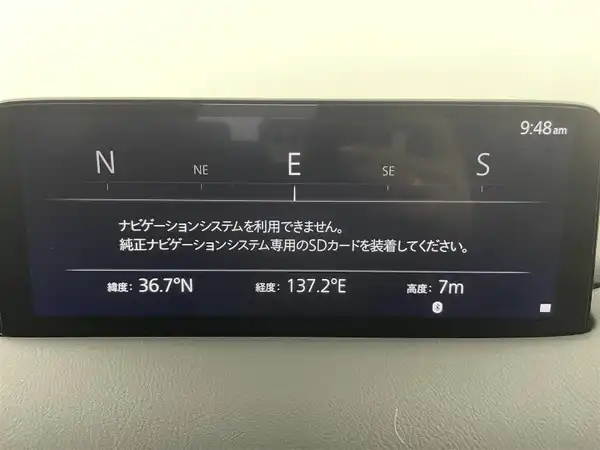 9:48am
N NE E SE S
ナビゲーションシステムを利用できません。
純正ナビゲーションシステム専用のSDカードを装着してください。
緯度: 36.7°N 経度: 137.2°E 高度: 7m